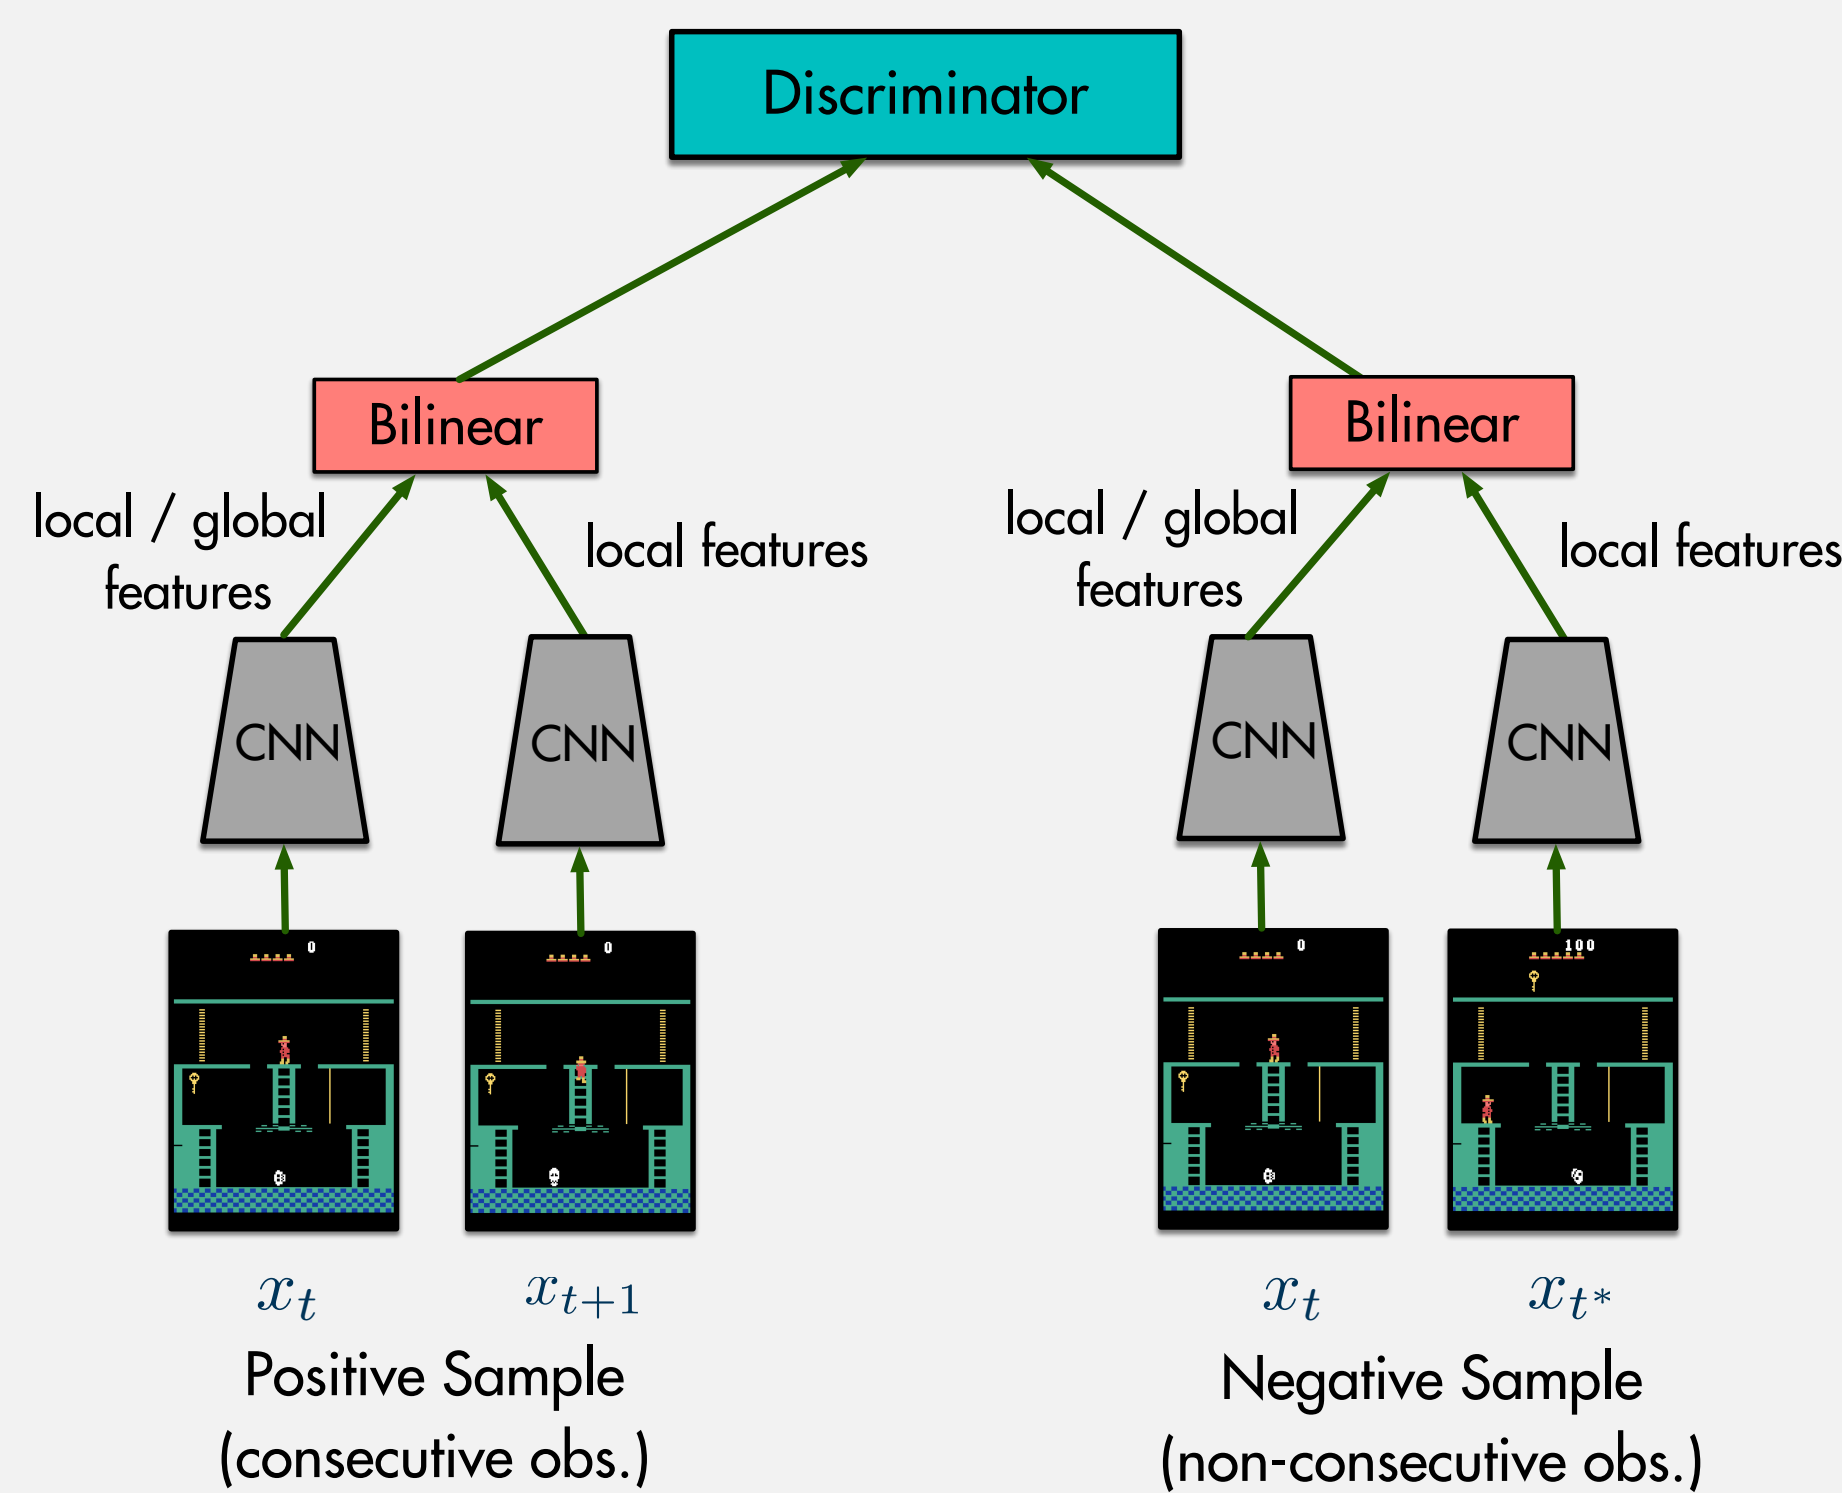 Discriminator
Bilinear
Bilinear
local / global
features
local features
local / global
features
local features
CNN
CNN
CNN
CNN
0
0
0
100
x_t
x_{t+1}
x_t
x_{t*}
Positive Sample
(consecutive obs.)
Negative Sample
(non-consecutive obs.)